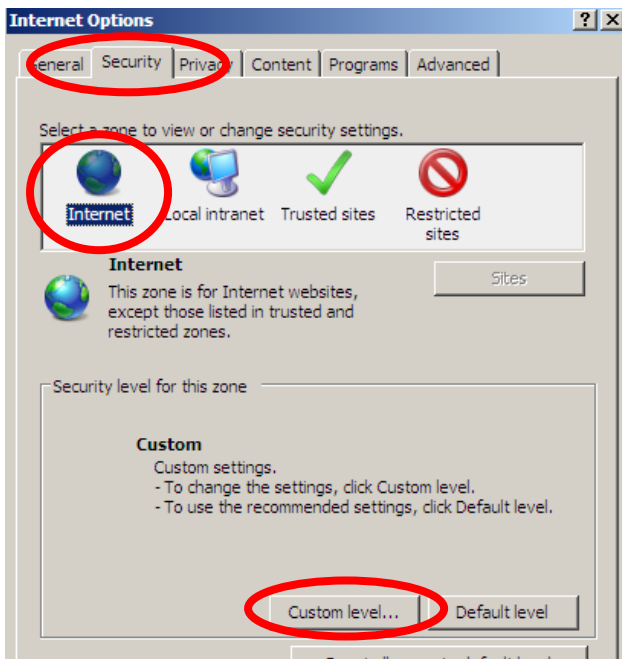 Internet Options
General Security Privacy Content Programs Advanced
Select a zone to view or change security settings.
Internet Local intranet Trusted sites Restricted
sites
Internet
Sites
This zone is for Internet websites,
except those listed in trusted and
restricted zones.
Security level for this zone
Custom
Custom settings.
- To change the settings, click Custom level.
- To use the recommended settings, click Default level.
Custom level... Default level